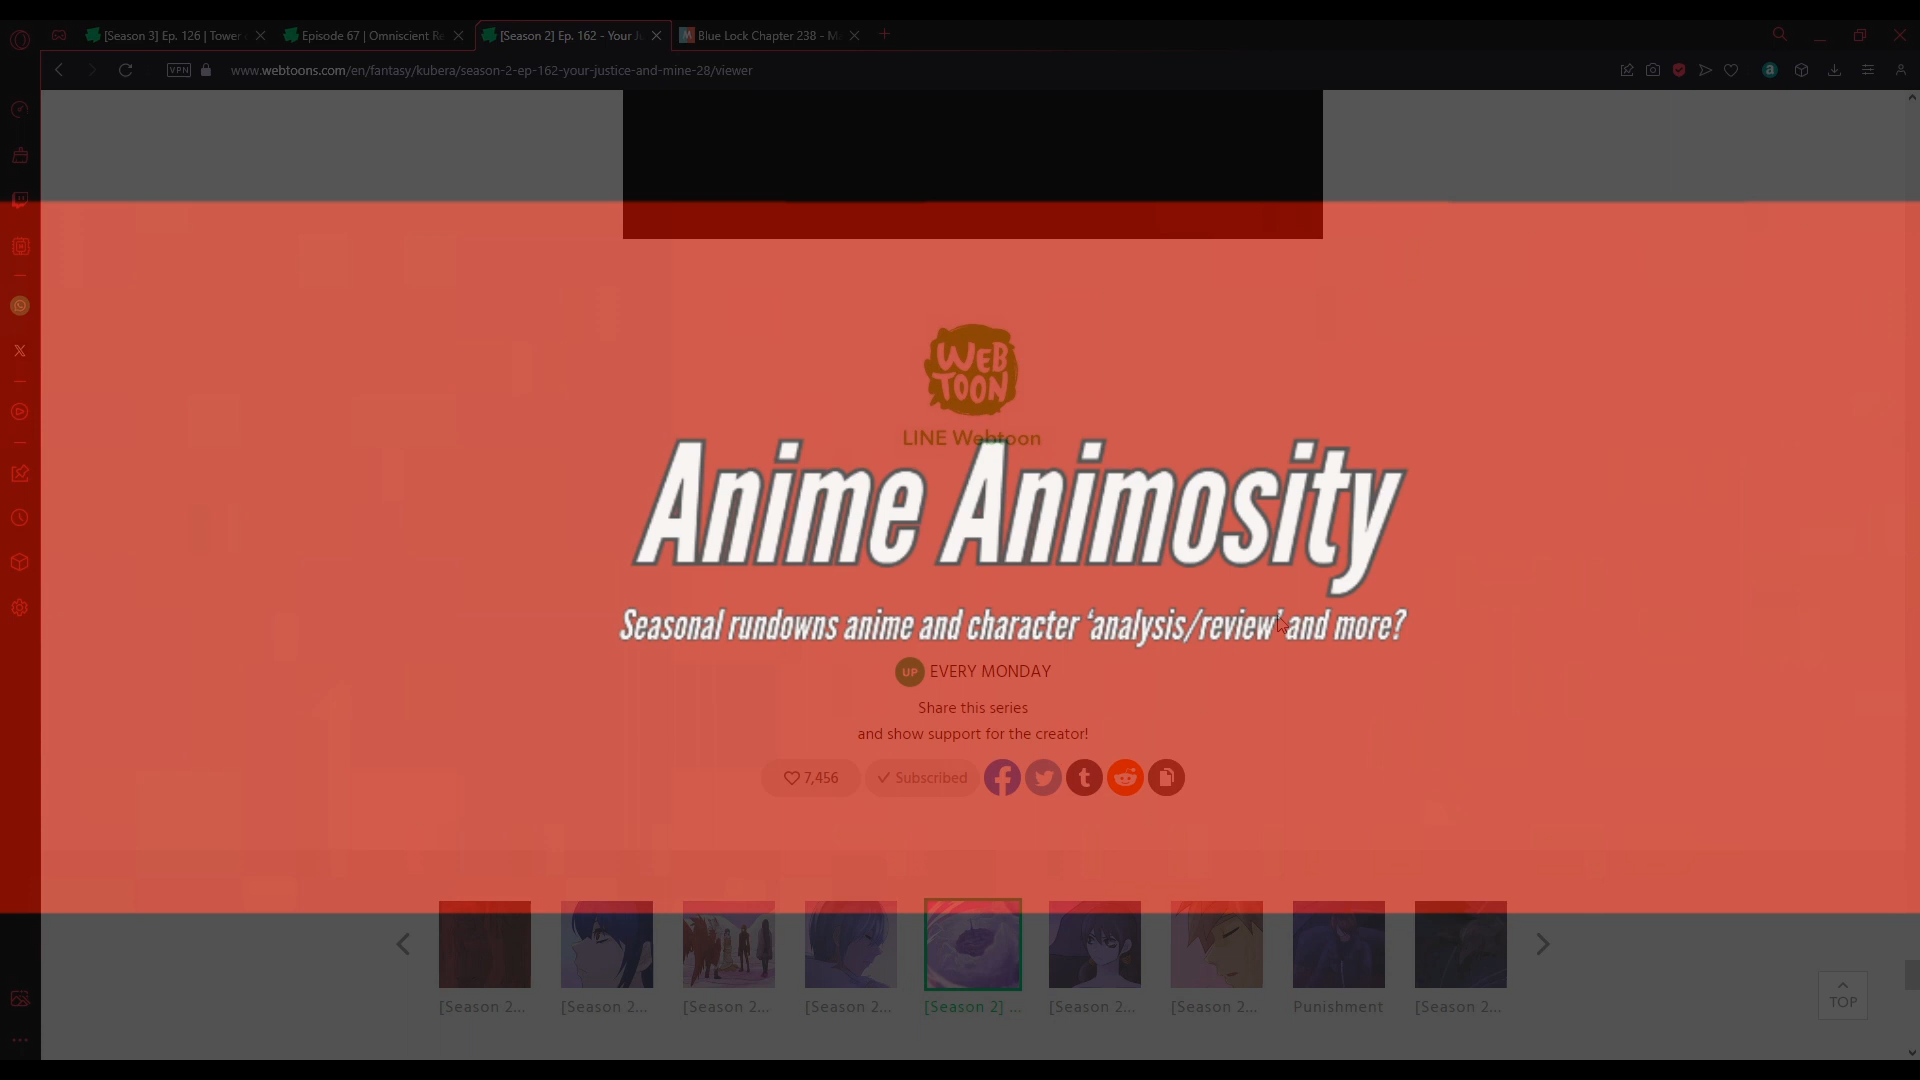 [Season 3] Ep. 126 | Tower
Episode 67 | Omniscient Re
[Season 2] Ep. 162 - Your Ju
Blue Lock Chapter 238 - M
VPN
www.webtoons.com/en/fantasy/kubera/season-2-ep-162-your-justice-and-mine-28/viewer
WEB
TOON
LINE Webtoon
Anime Animosity
Seasonal rundowns anime and character ‘analysis/review’ and more?
UP EVERY MONDAY
Share this series
and show support for the creator!
7,456
Subscribed
[Season 2...
[Season 2...
[Season 2...
[Season 2...
[Season 2] ...
[Season 2...
[Season 2...
Punishment
[Season 2...
TOP